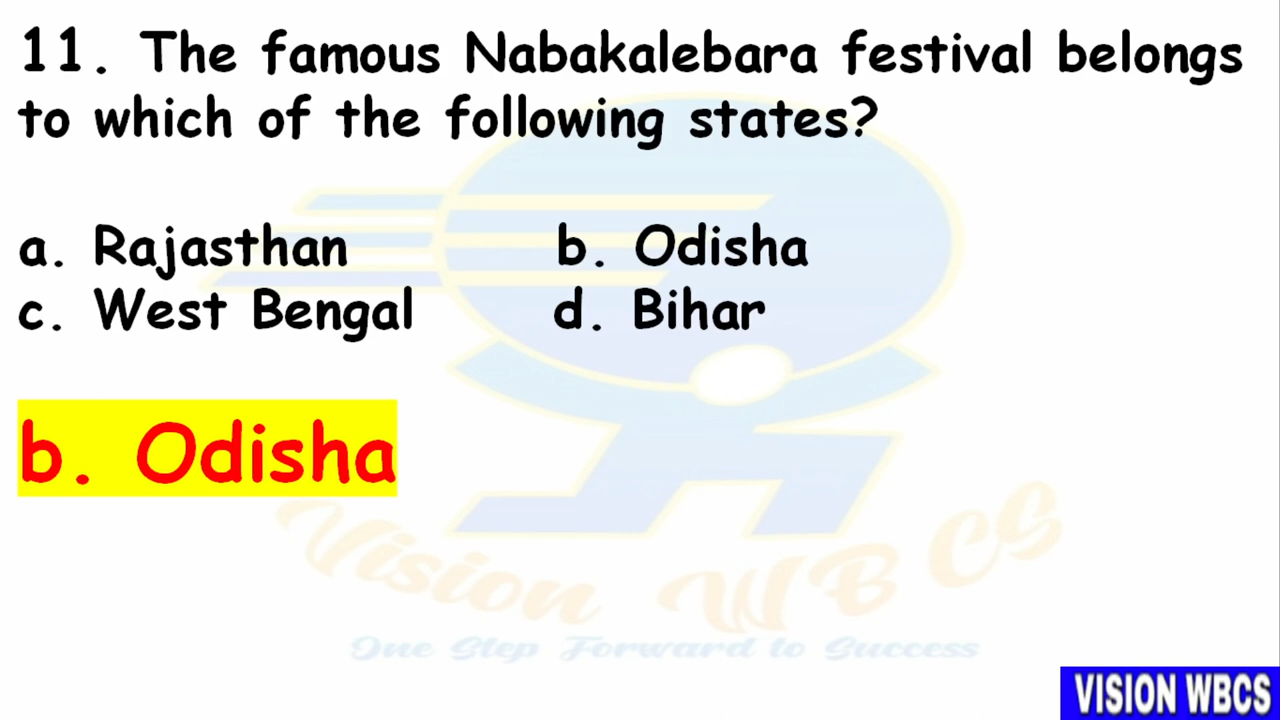 11. The famous Nabakalebara festival belongs
to which of the following states?
a. Rajasthan b. Odisha
c. West Bengal d. Bihar
b. Odisha
Vision WBCS
One Step Forward to Success
VISION WBCS